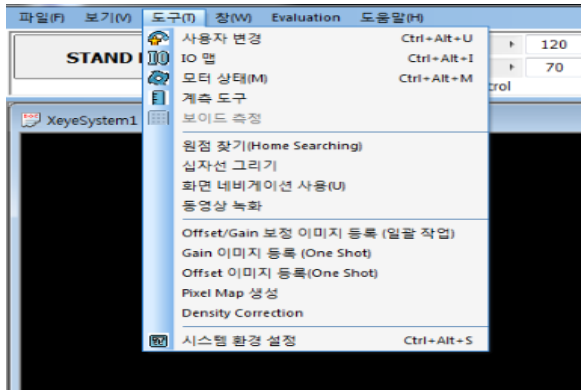 파일(F) 보기(V) 도구(T) 창(W) Evaluation 도움말(H)
STAND
120
70
trol
XeyeSystem1
사용자 변경 Ctrl+Alt+U
IO 맵 Ctrl+Alt+I
모터 상태(M) Ctrl+Alt+M
계측 도구
보이드 측정
원점 찾기(Home Searching)
십자선 그리기
화면 네비게이션 사용(U)
동영상 녹화
Offset/Gain 보정 이미지 등록 (일괄 작업)
Gain 이미지 등록 (One Shot)
Offset 이미지 등록(One Shot)
Pixel Map 생성
Density Correction
시스템 환경 설정 Ctrl+Alt+S